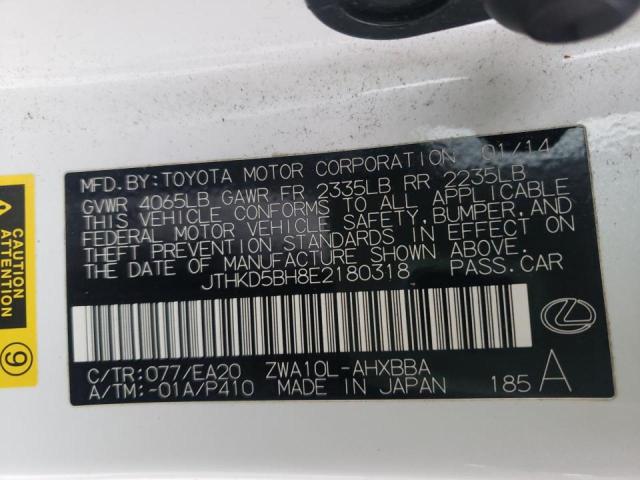 MFD. BY: TOYOTA MOTOR CORPORATION 01/14
GVWR 4065LB GAWR FR 2335LB RR 2235LB
THIS VEHICLE CONFORMS TO ALL APPLICABLE
FEDERAL MOTOR VEHICLE SAFETY, BUMPER, AND
THEFT PREVENTION STANDARDS IN EFFECT ON
THE DATE OF MANUFACTURE SHOWN ABOVE.
JTHKD5BH8E2180318 PASS.CAR
C/TR:077/EA20 ZWA10L-AHXBBA
A/TM:-01A/P410 MADE IN JAPAN 185 A
CAUTION
ATTENTION
9